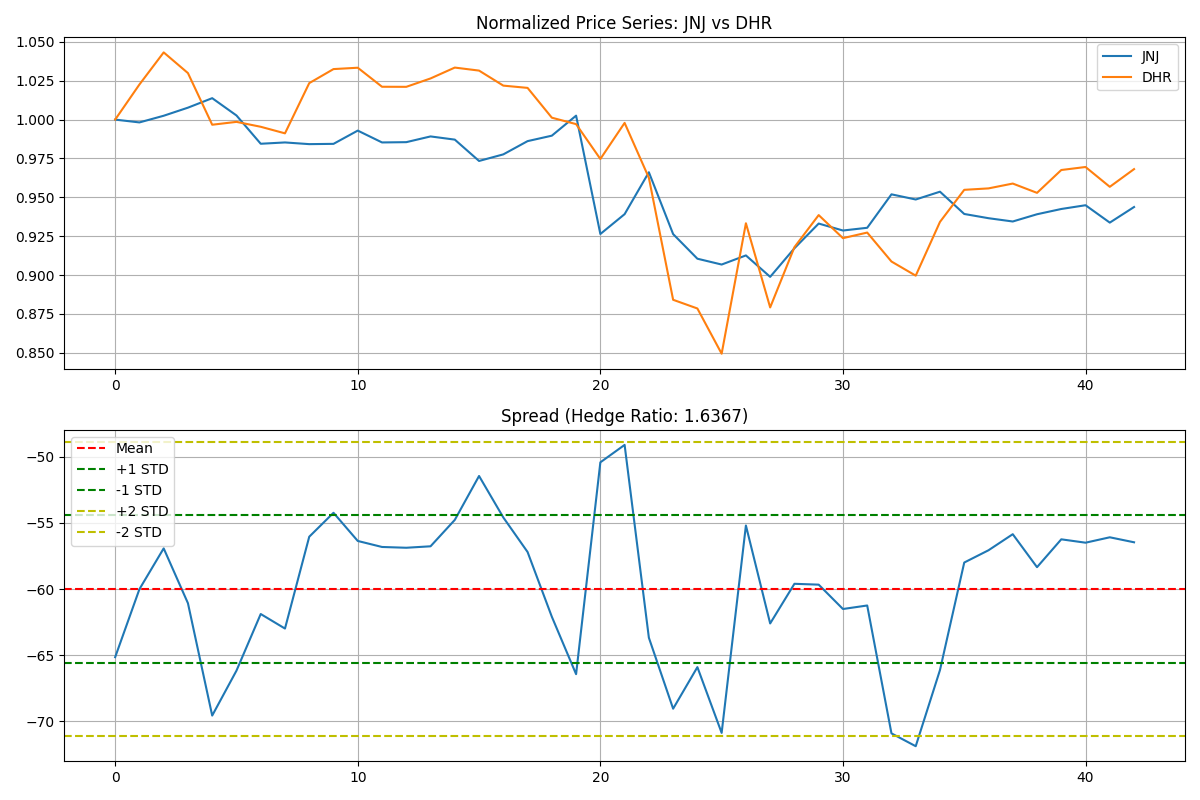 Normalized Price Series: JNJ vs DHR
1.050
1.025
1.000
0.975
0.950
0.925
0.900
0.875
0.850
JNJ
DHR
0 10 20 30 40
Spread (Hedge Ratio: 1.6367)
−50
−55
−60
−65
−70
Mean
+1 STD
-1 STD
+2 STD
-2 STD
0 10 20 30 40